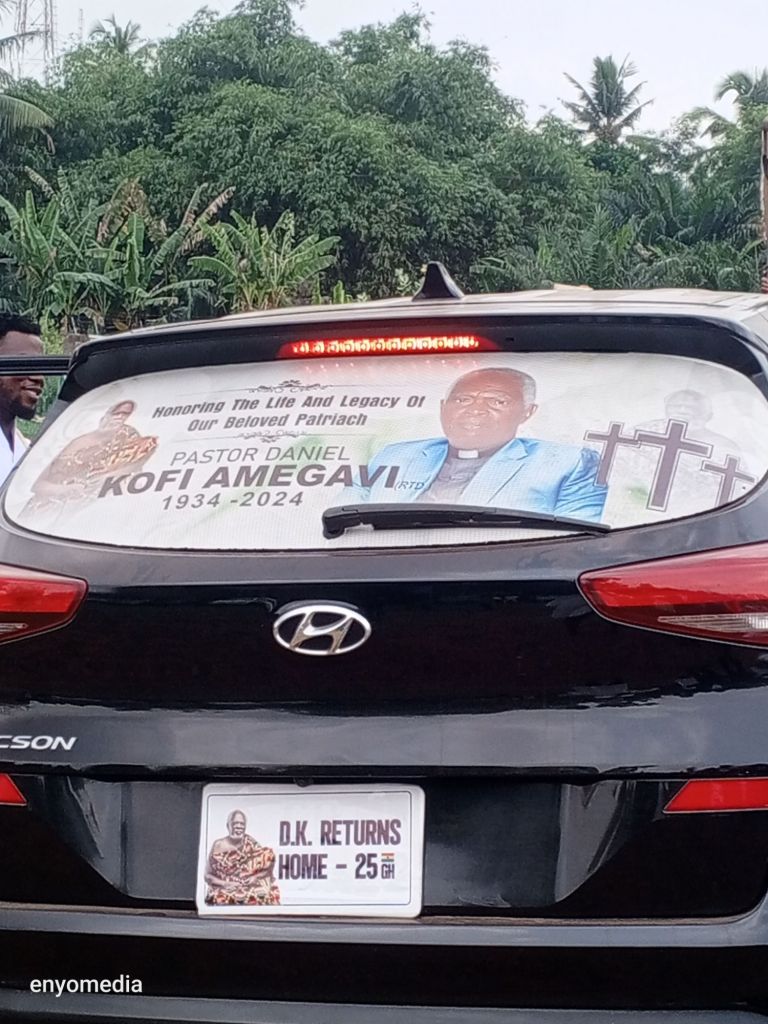 Honoring The Life And Legacy Of
Our Beloved Patriach
PASTOR DANIEL
KOFI AMEGAVI (RTD)
1934 - 2024
CSON
D.K. RETURNS
HOME - 25 GH
enyomedia